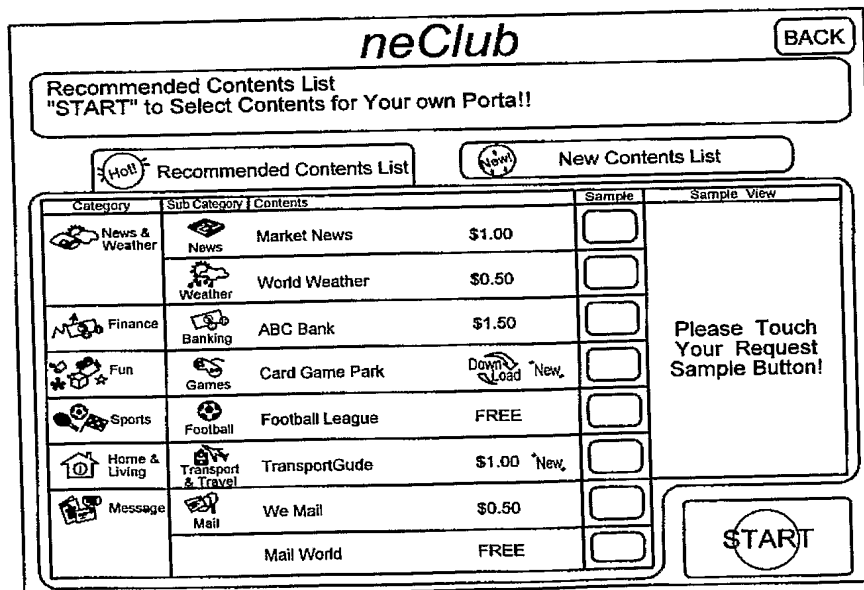 neClub
BACK
Recommended Contents List
"START" to Select Contents for Your own Porta!!
Hot!
Recommended Contents List
New!
New Contents List
Category
Sub Category
Contents
Sample
Sample View
News &
Weather
News
Market News
$1.00
Weather
World Weather
$0.50
Finance
Banking
ABC Bank
$1.50
Fun
Games
Card Game Park
Down
Load
New
Sports
Football
Football League
FREE
Home &
Living
Transport
& Travel
TransportGude
$1.00
New
Message
Mail
We Mail
$0.50
Mail World
FREE
Please Touch
Your Request
Sample Button!
START